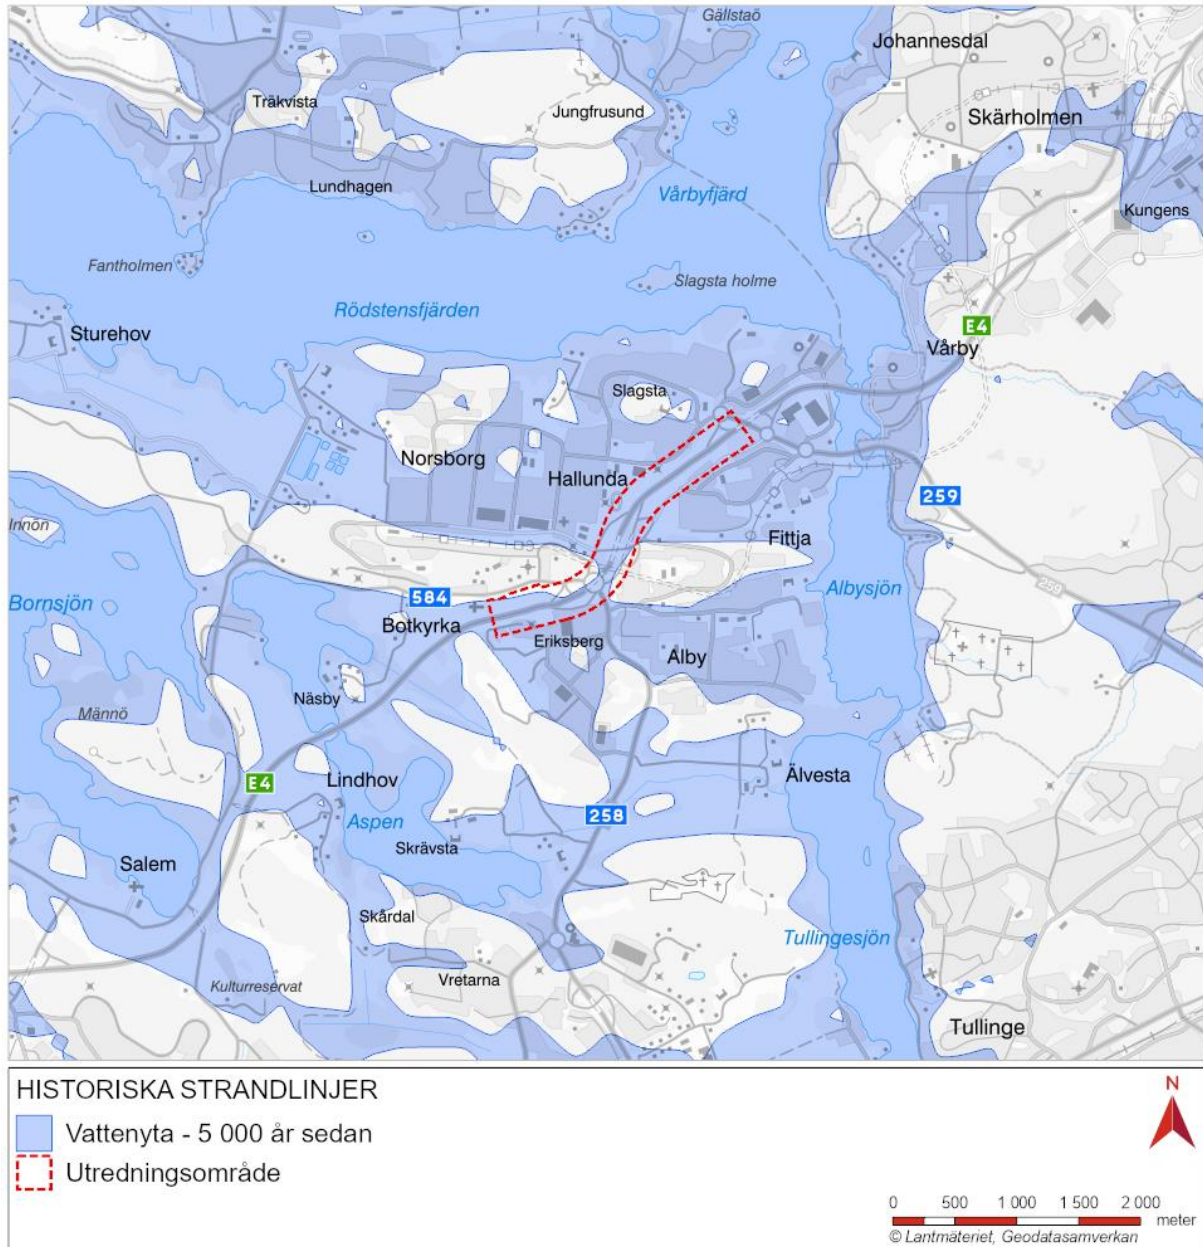 Gällstaö
Johannesdal
Träkvista
Jungfrusund
Skärholmen
Lundhagen
Vårbyfjärd
Kungens
Fantholmen
Slagsta holme
Rödstensfjärden
Sturehov
E4
Vårby
Slagsta
Norsborg
Hallunda
259
Innön
Fittja
259
Bornsjön
584
Albysjön
Botkyrka
Eriksberg
Alby
Näsby
Männö
E4
Lindhov
Älvesta
Aspen
258
Skrävsta
Salem
Skårdal
Tullingesjön
Vretarna
Kulturreservat
Tullinge
HISTORISKA STRANDLINJER
N
Vattenyta - 5 000 år sedan
Utredningsområde
0 500 1 000 1 500 2 000
meter
© Lantmäteriet, Geodatasamverkan